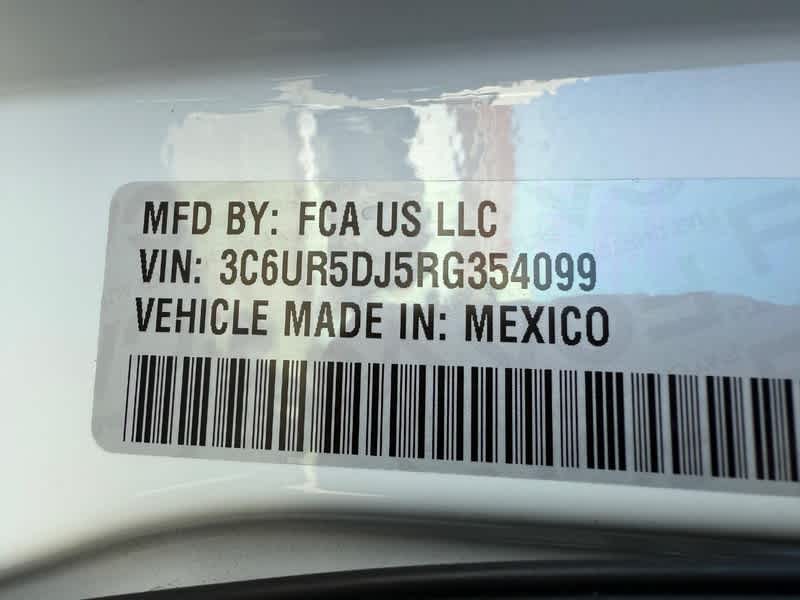 MFD BY: FCA US LLC
VIN: 3C6UR5DJ5RG354099
VEHICLE MADE IN: MEXICO